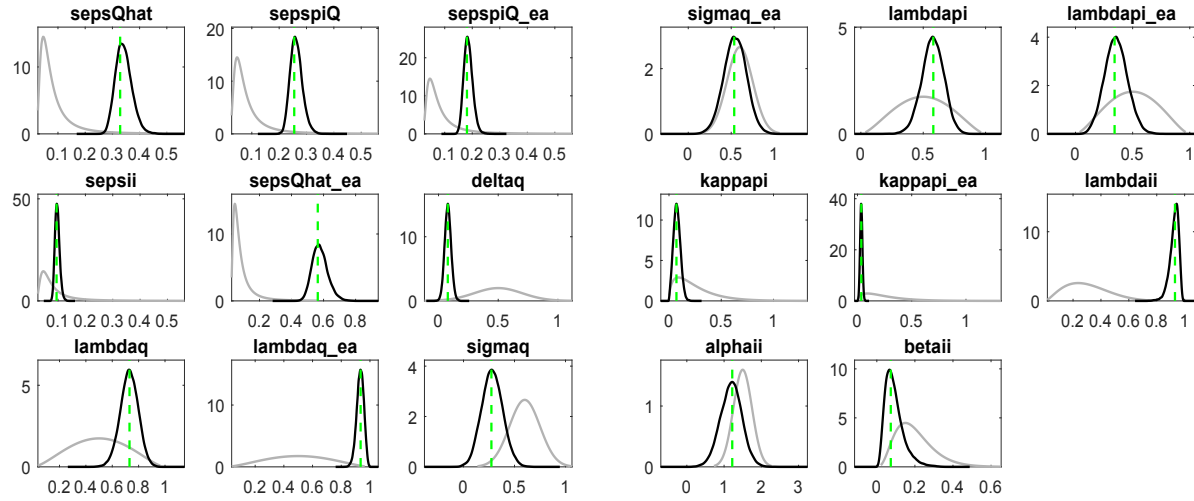 sepsQhat sepspiQ sepspiQ_ea sigmaq_ea lambdapi lambdapi_ea
10 0 0.1 0.2 0.3 0.4 0.5
20 15 10 5 0 0.1 0.2 0.3 0.4 0.5
20 10 0 0.1 0.2 0.3 0.4 0.5
2 0 0 0.5 1
5 0 0 0.5 1
4 2 0 0 0.5 1
sepsii sepsQhat_ea deltaq kappapi kappapi_ea lambdaii
50 0 0.1 0.2 0.3 0.4 0.5
10 0 0.2 0.4 0.6 0.8
10 0 0 0.5 1
10 5 0 0 0.5 1
40 20 0 0 0.5 1
10 0 0.2 0.4 0.6 0.8 1
lambdaq lambdaq_ea sigmaq alphaii betaii
5 0 0.2 0.4 0.6 0.8 1
10 0 0.2 0.4 0.6 0.8 1
4 2 0 0 0.5 1
1 0 0 1 2 3
10 5 0 0 0.2 0.4 0.6